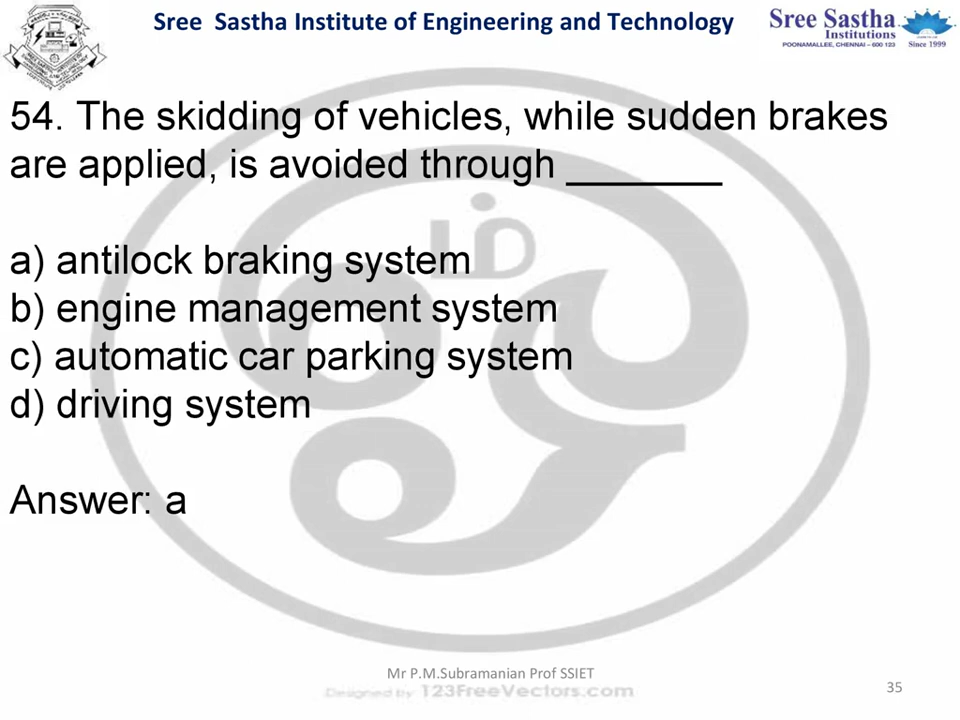 Sree Sastha Institute of Engineering and Technology
Sree Sastha
Institutions
POONAMALLEE, CHENNAI – 600 123
Since 1999
54. The skidding of vehicles, while sudden brakes
are applied, is avoided through _______
a) antilock braking system
b) engine management system
c) automatic car parking system
d) driving system
Answer: a
Mr P.M.Subramanian Prof SSIET
35
Designed by 123FreeVectors.com